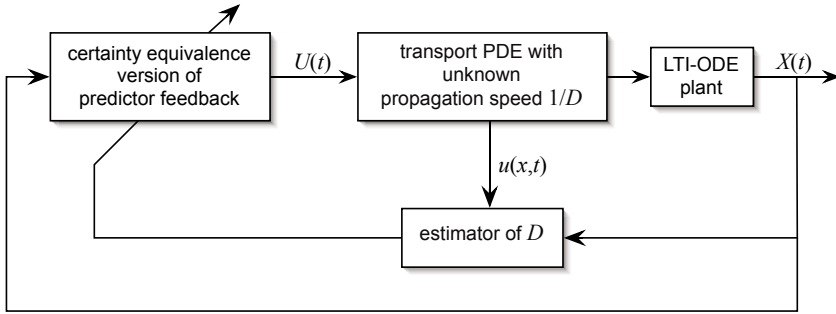 certainty equivalence
version of
predictor feedback
U(t)
transport PDE with
unknown
propagation speed 1/D
LTI-ODE
plant
X(t)
u(x,t)
estimator of D